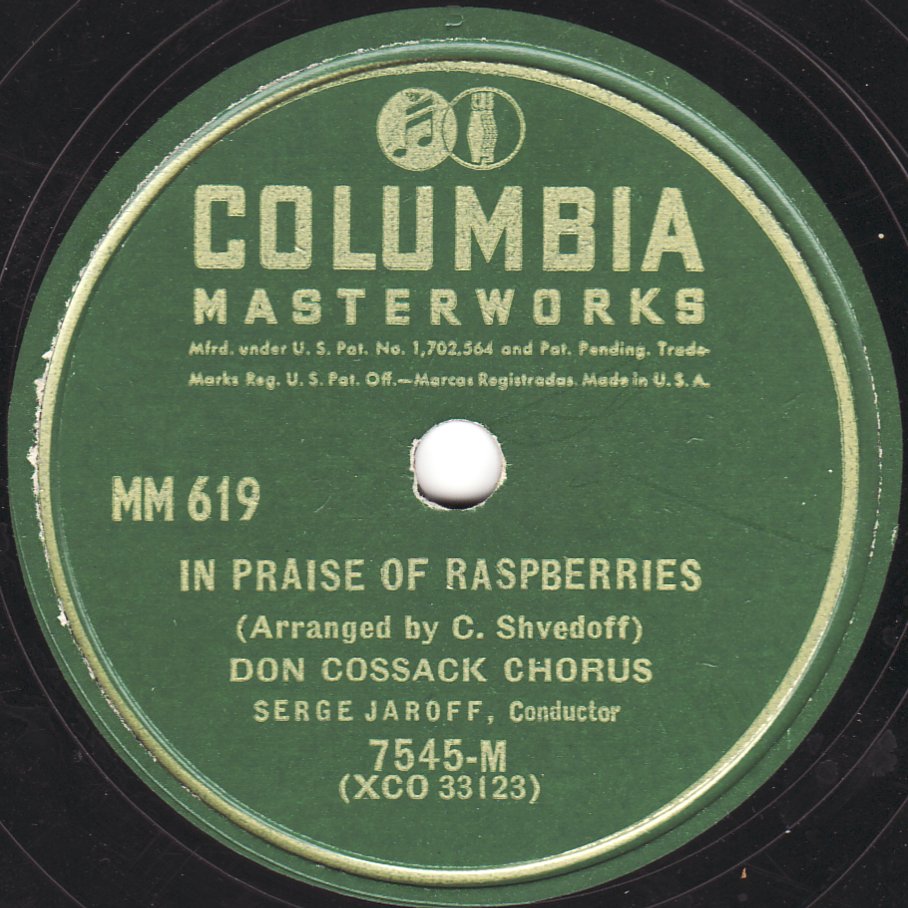 COLUMBIA
MASTERWORKS
Mfrd. under U. S. Pat. No. 1,702,564 and Pat. Pending. Trade-
Marks Reg. U. S. Pat. Off.—Marcas Registradas. Made in U. S. A.
MM 619
IN PRAISE OF RASPBERRIES
(Arranged by C. Shvedoff)
DON COSSACK CHORUS
SERGE JAROFF, Conductor
7545-M
(XCO 33123)